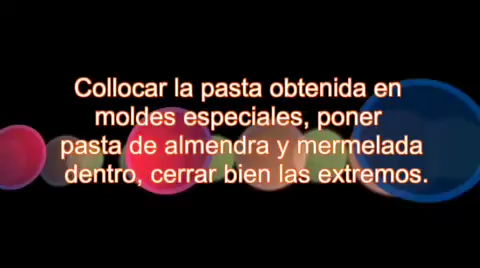 Collocar la pasta obtenida en
moldes especiales, poner
pasta de almendra y mermelada
dentro, cerrar bien las extremos.